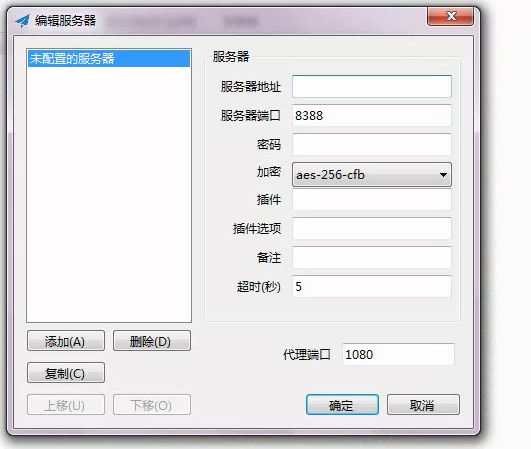 编辑服务器
未配置的服务器
服务器
服务器地址
服务器端口 8388
密码
加密 aes-256-cfb
插件
插件选项
备注
超时(秒) 5
添加(A) 删除(D)
复制(C)
上移(U) 下移(O)
代理端口 1080
确定 取消